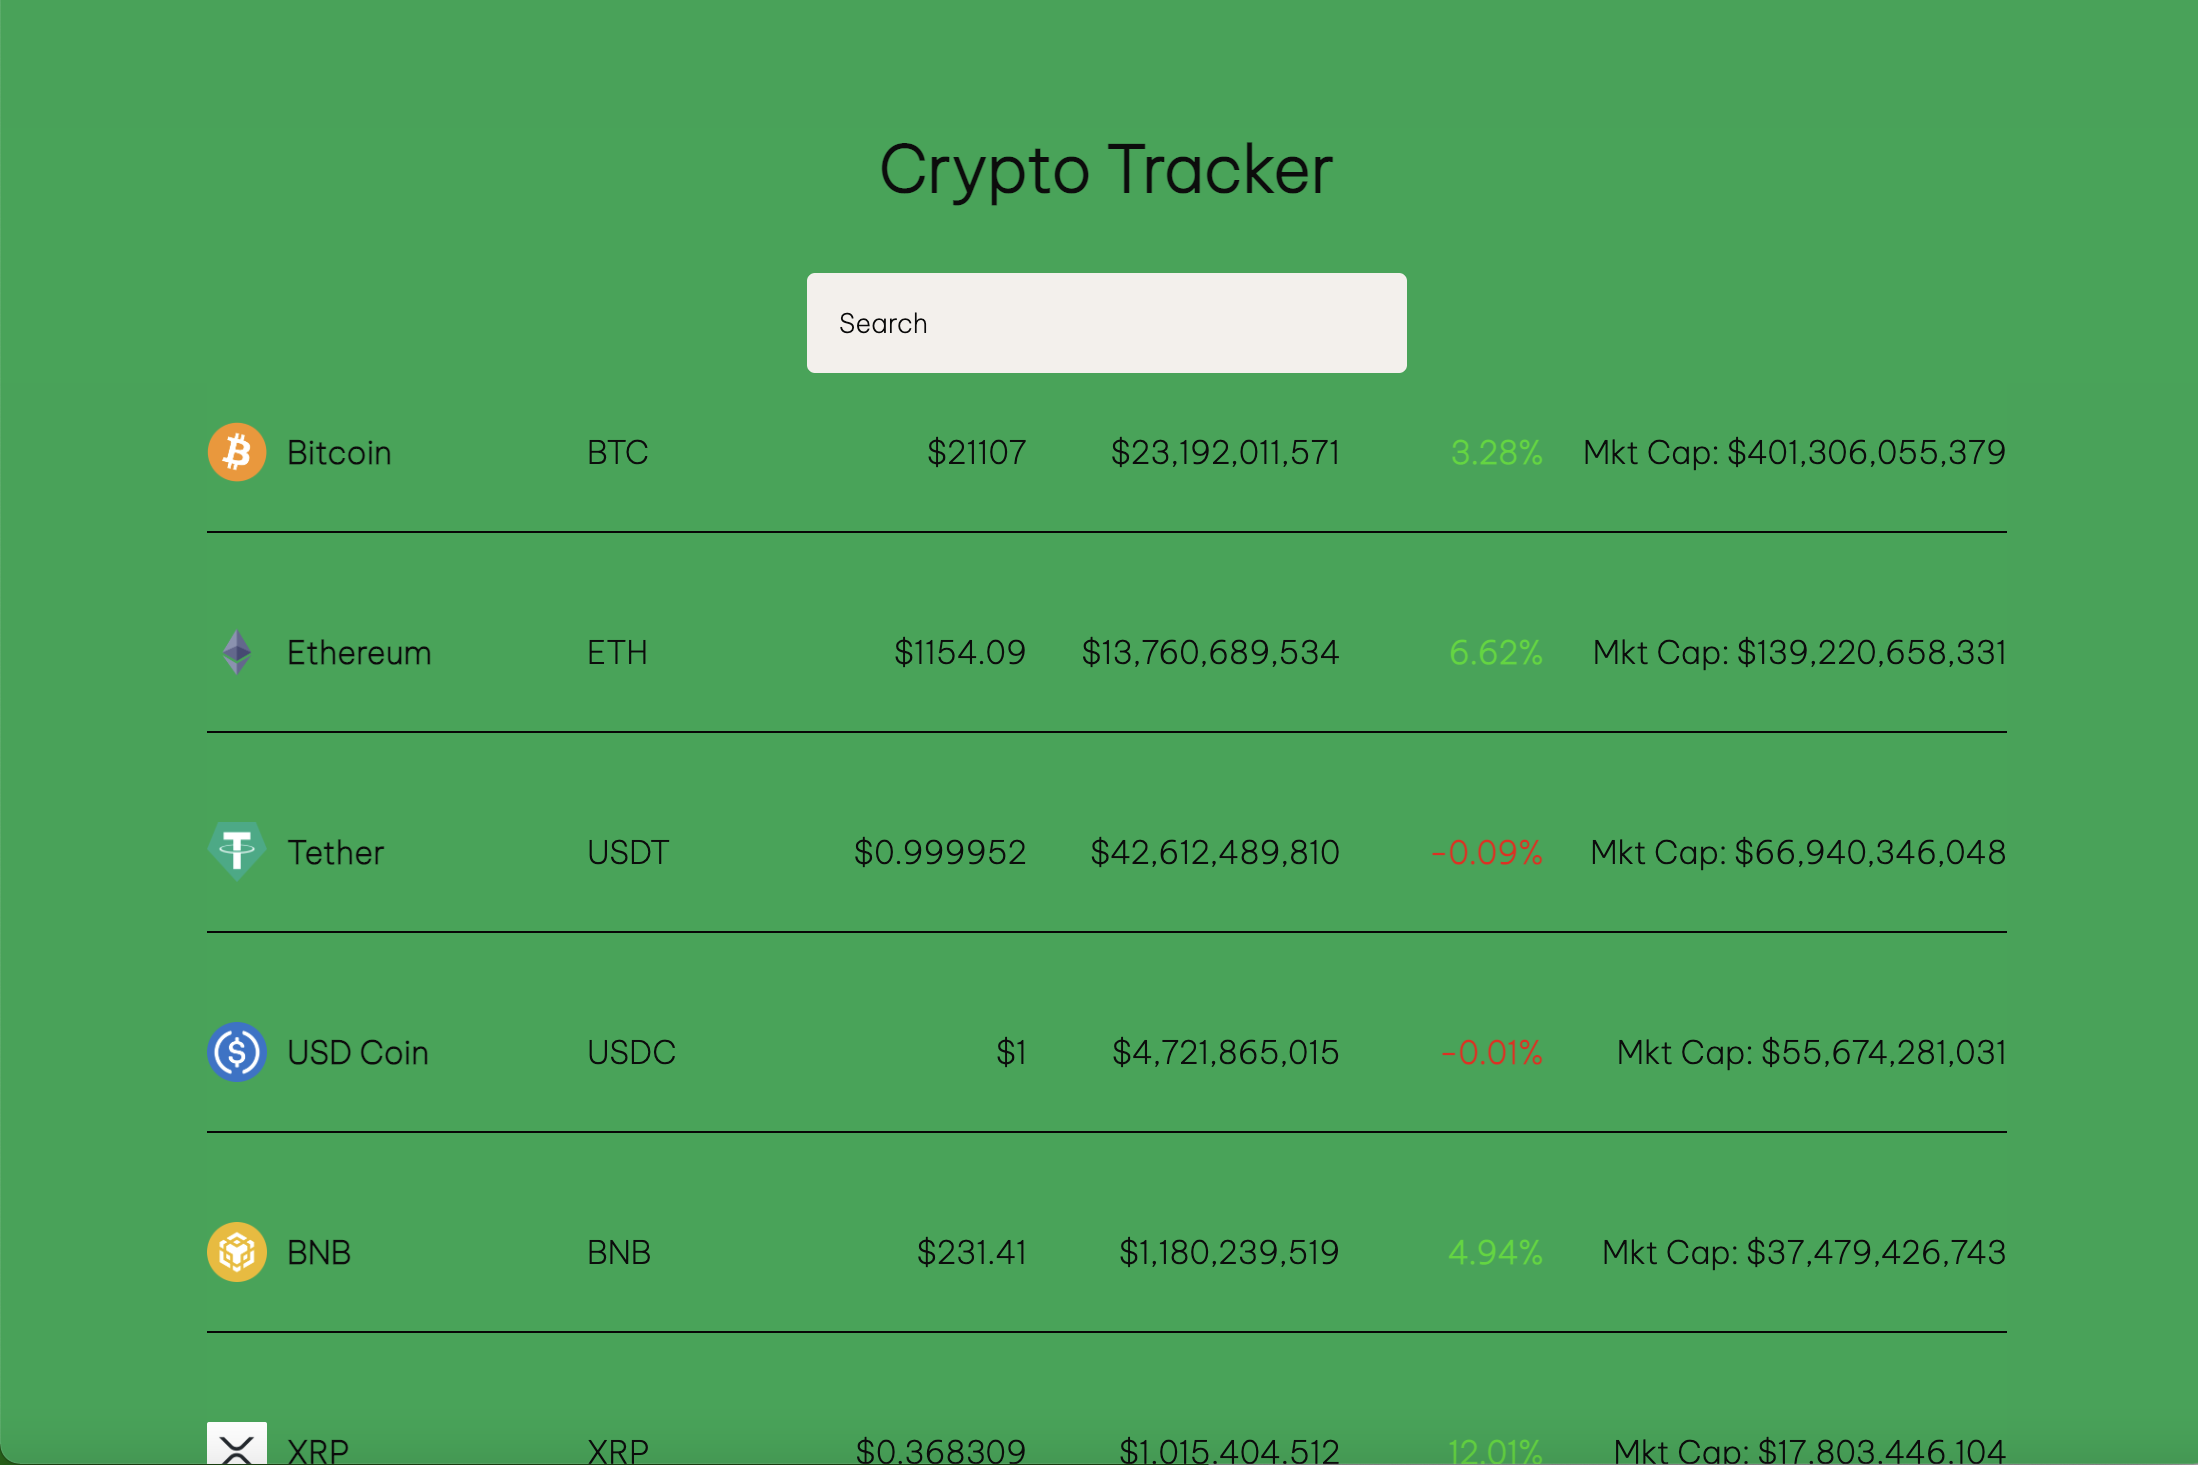 Crypto Tracker
Search
Bitcoin BTC $21107 $23,192,011,571 3.28% Mkt Cap: $401,306,055,379
Ethereum ETH $1154.09 $13,760,689,534 6.62% Mkt Cap: $139,220,658,331
Tether USDT $0.999952 $42,612,489,810 -0.09% Mkt Cap: $66,940,346,048
USD Coin USDC $1 $4,721,865,015 -0.01% Mkt Cap: $55,674,281,031
BNB BNB $231.41 $1,180,239,519 4.94% Mkt Cap: $37,479,426,743
XRP XRP $0.368309 $1,015,404,512 12.01% Mkt Cap: $17,803,446,104